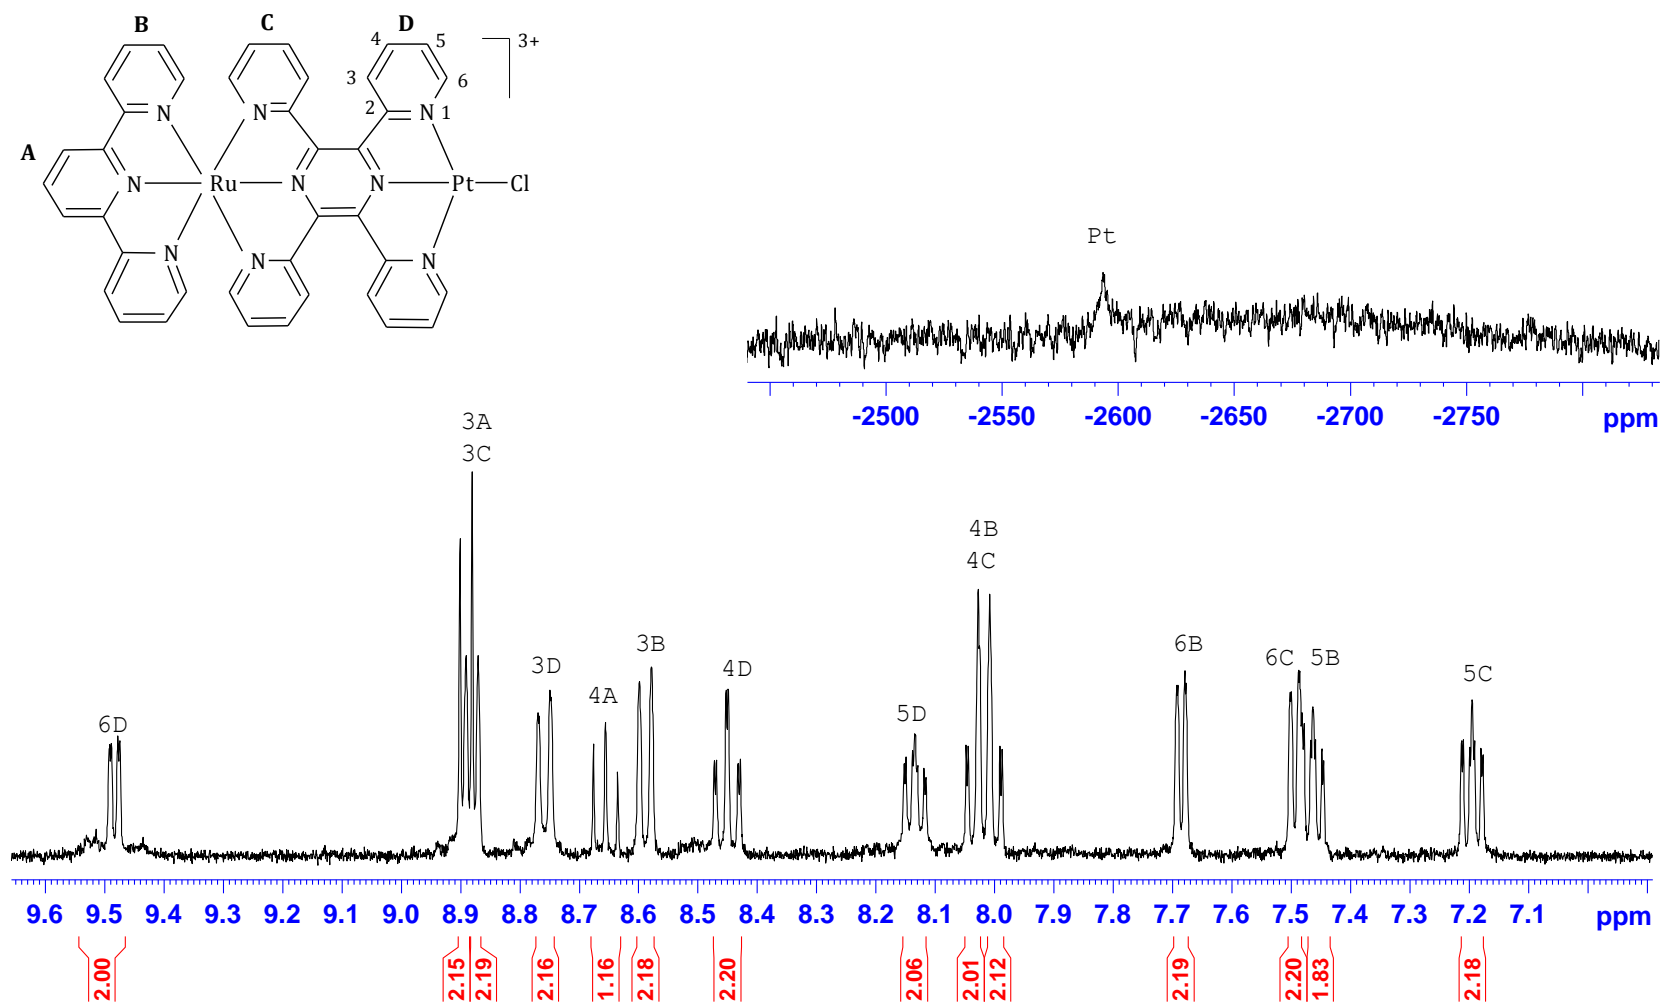 B C D
4 5
3+
3 6
2 1
N N N
A
N Ru N N Pt Cl
N N N
Pt
-2500 -2550 -2600 -2650 -2700 -2750 ppm
3A
3C
4B
4C
3B
3D
4D
6B
6C 5B
5C
4A
5D
6D
9.6 9.5 9.4 9.3 9.2 9.1 9.0 8.9 8.8 8.7 8.6 8.5 8.4 8.3 8.2 8.1 8.0 7.9 7.8 7.7 7.6 7.5 7.4 7.3 7.2 7.1 ppm
2.00 2.15 2.19 2.16 1.16 2.18 2.20 2.06 2.01 2.12 2.19 2.20 1.83 2.18